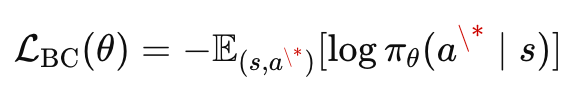 ℒ_BC(θ) = −𝔼_(s,a^\*)[log π_θ(a^\* | s)]